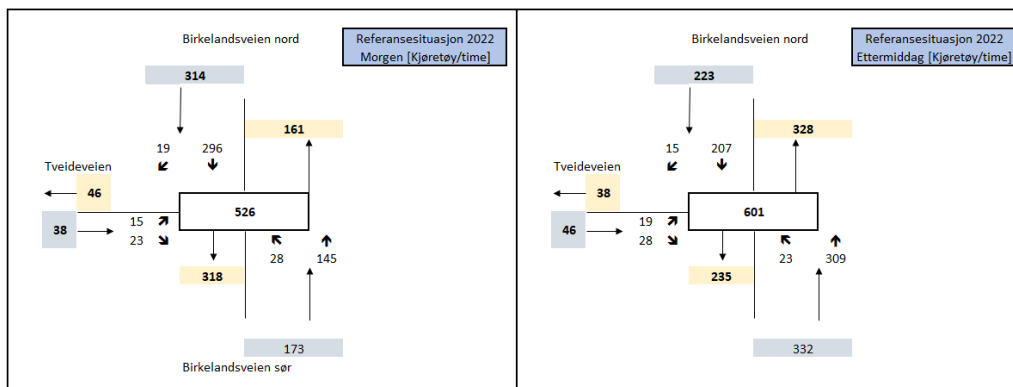 Birkelandsveien nord
Referansesituasjon 2022
Morgen [Kjøretøy/time]
314
161
19 296
Tveideveien
46
526
38
15
23
28 145
318
173
Birkelandsveien sør
Birkelandsveien nord
Referansesituasjon 2022
Ettermiddag [Kjøretøy/time]
223
328
15 207
Tveideveien
38
601
46
19
28
23 309
235
332